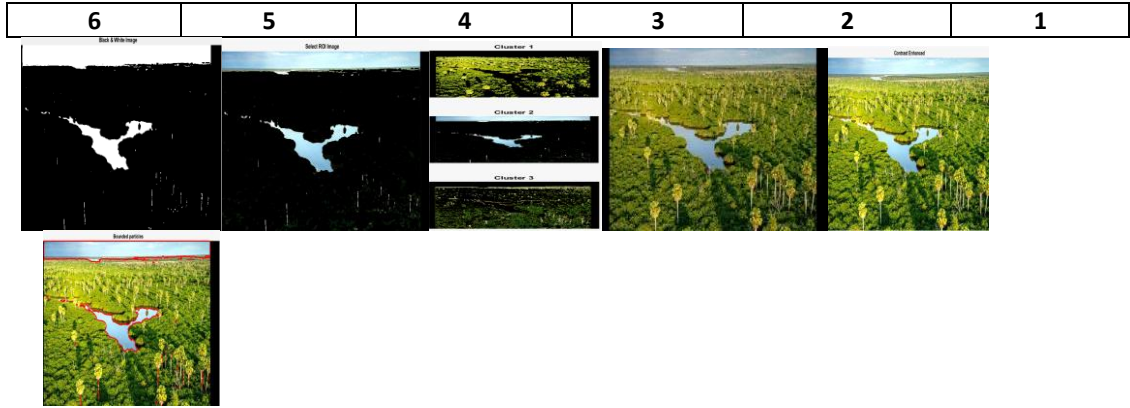 6 5 4 3 2 1
Black & White Image
Select ROI Image
Cluster 1
Contrast Enhanced
Cluster 2
Cluster 3
Bounded particles